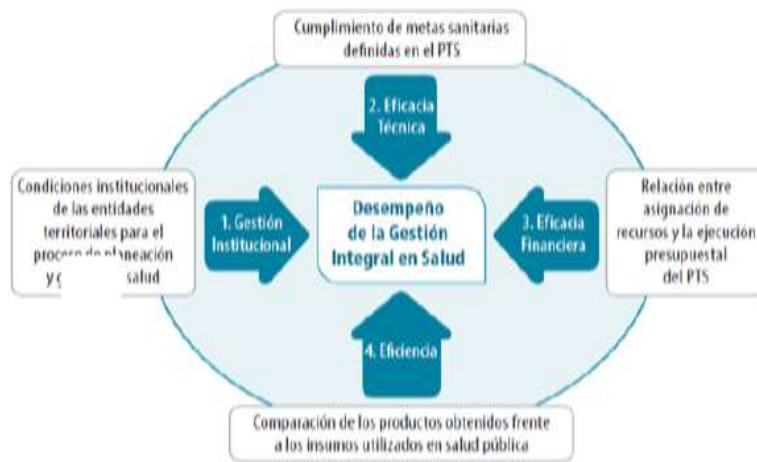 Cumplimiento de metas sanitarias
definidas en el PTS
2. Eficacia
Técnica
Condiciones institucionales
de las entidades
territoriales para el
proceso de planeación
y salud
1. Gestión
Institucional
Desempeño
de la Gestión
Integral en Salud
3. Eficacia
Financiera
Relación entre
asignación de
recursos y la ejecución
presupuestal
del PTS
4. Eficiencia
Comparación de los productos obtenidos frente
a los insumos utilizados en salud pública